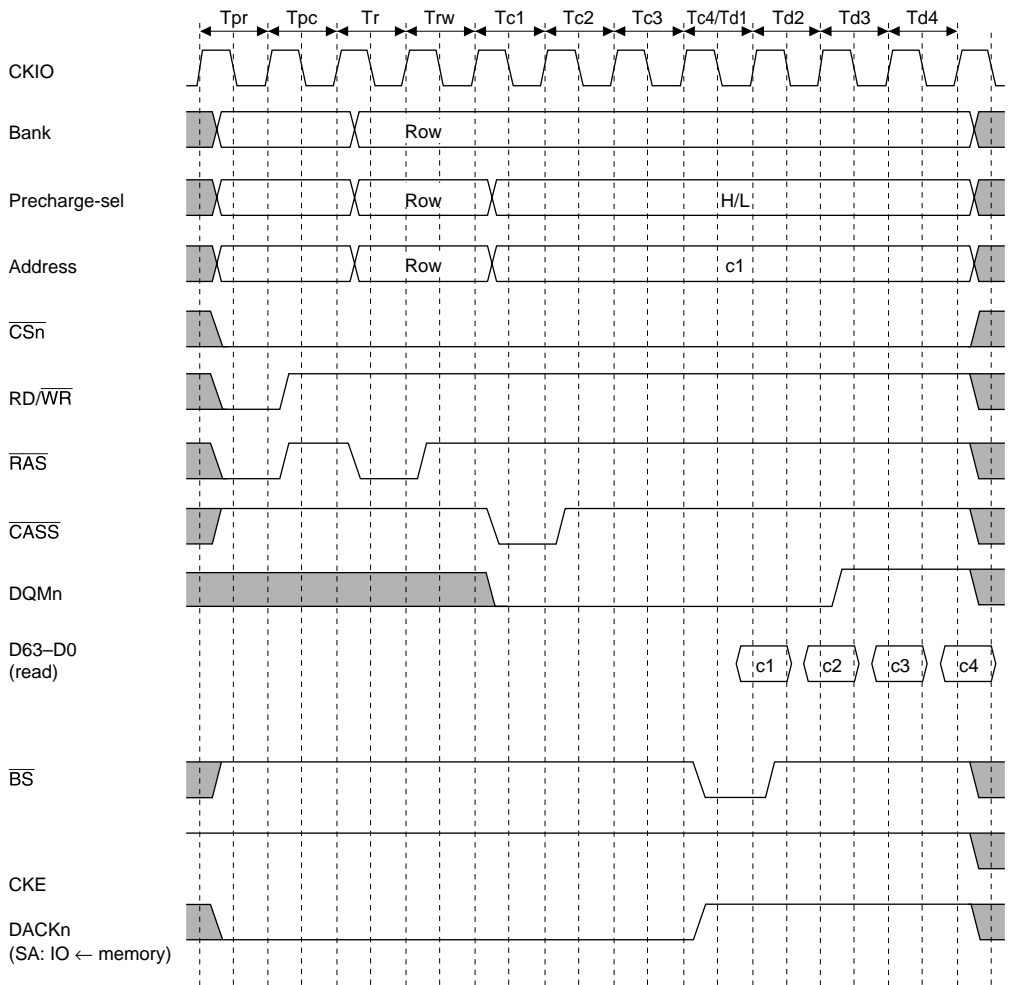 Tpr Tpc Tr Trw Tc1 Tc2 Tc3 Tc4/Td1 Td2 Td3 Td4
CKIO
Bank Row
Precharge-sel Row H/L
Address Row c1
CSn
RD/WR
RAS
CASS
DQMn
D63–D0
(read) c1 c2 c3 c4
BS
CKE
DACKn
(SA: IO ← memory)